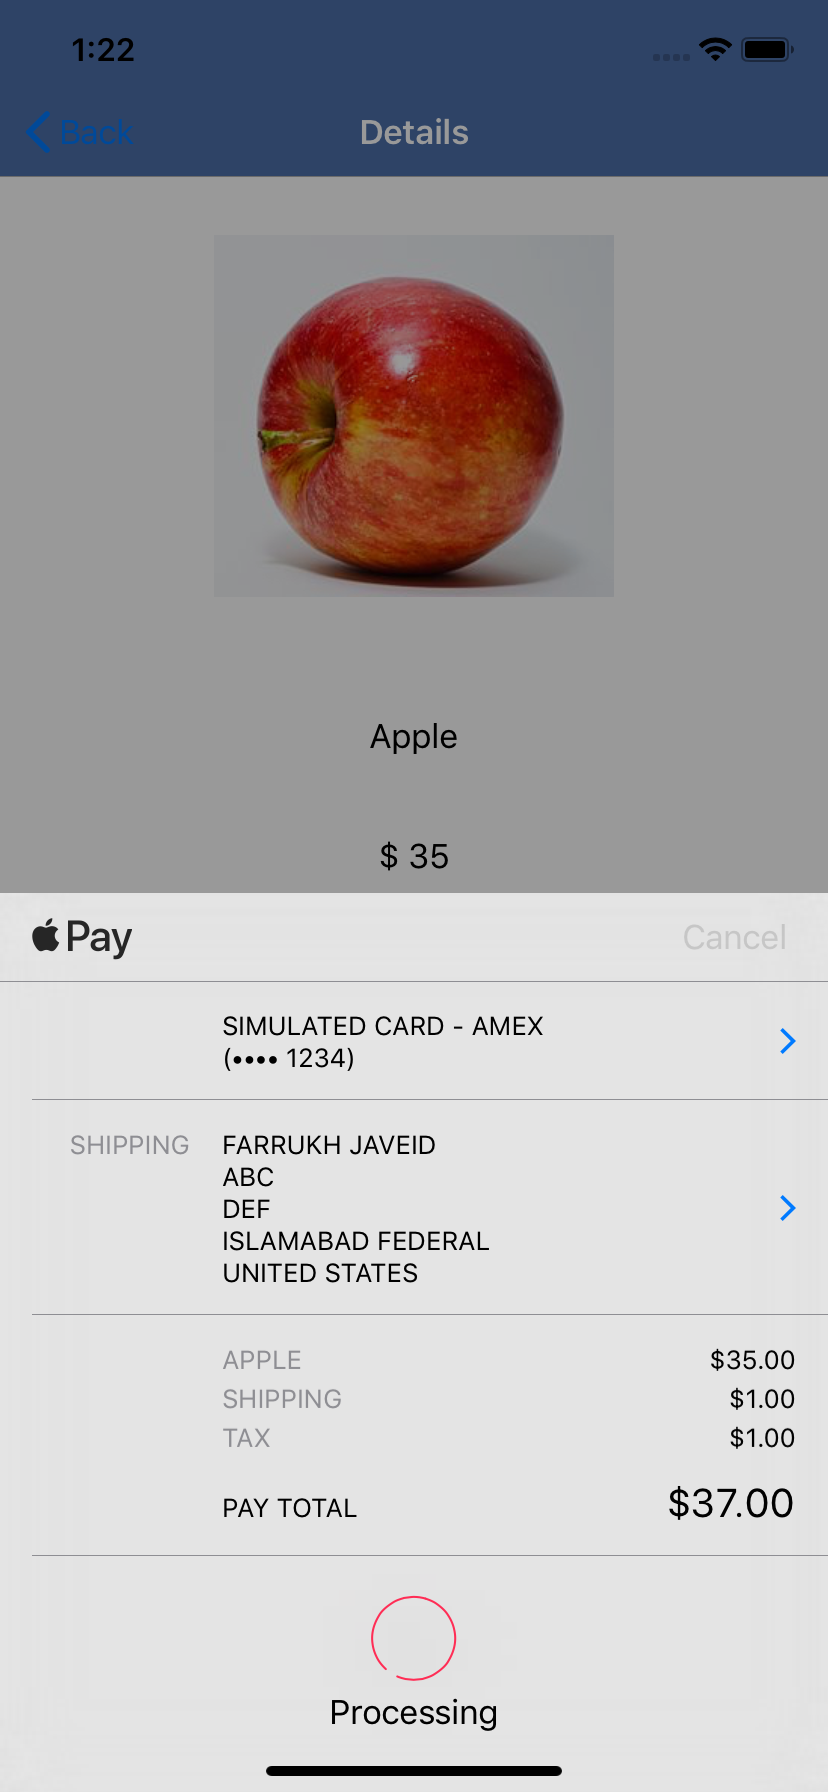 1:22
Back
Details
Apple
$ 35
Pay
Cancel
SIMULATED CARD - AMEX
(•••• 1234)
SHIPPING
FARRUKH JAVEID
ABC
DEF
ISLAMABAD FEDERAL
UNITED STATES
APPLE $35.00
SHIPPING $1.00
TAX $1.00
PAY TOTAL $37.00
Processing